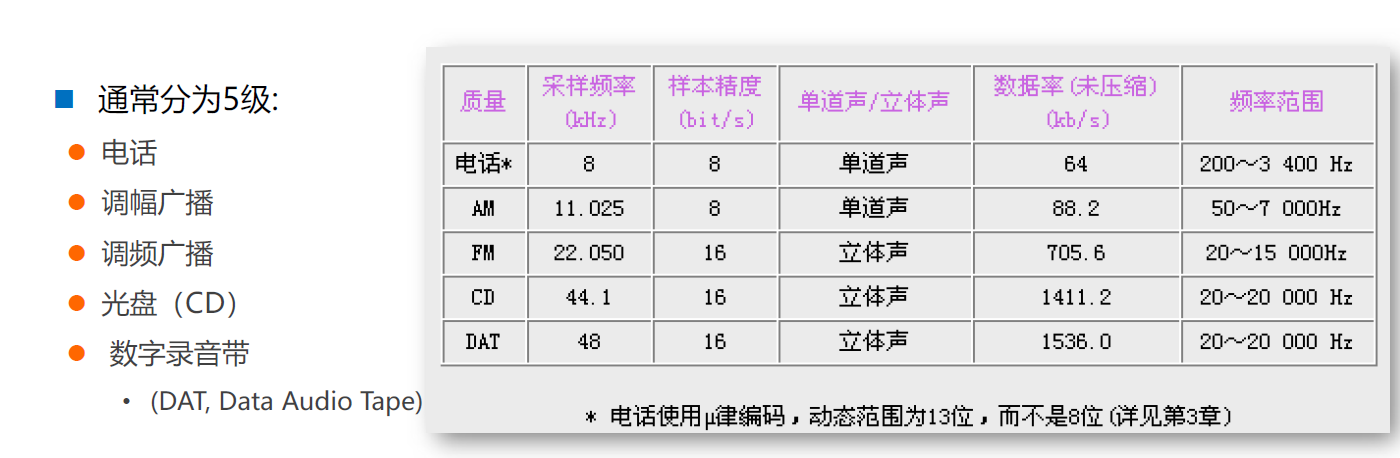 通常分为5级:
电话
调幅广播
调频广播
光盘（CD）
数字录音带
(DAT, Data Audio Tape)
质量 采样频率(kHz) 样本精度(bit/s) 单道声/立体声 数据率(未压缩)(kb/s) 频率范围
电话* 8 8 单道声 64 200～3 400 Hz
AM 11.025 8 单道声 88.2 50～7 000Hz
FM 22.050 16 立体声 705.6 20～15 000Hz
CD 44.1 16 立体声 1411.2 20～20 000 Hz
DAT 48 16 立体声 1536.0 20～20 000 Hz
* 电话使用μ律编码，动态范围为13位，而不是8位(详见第3章)